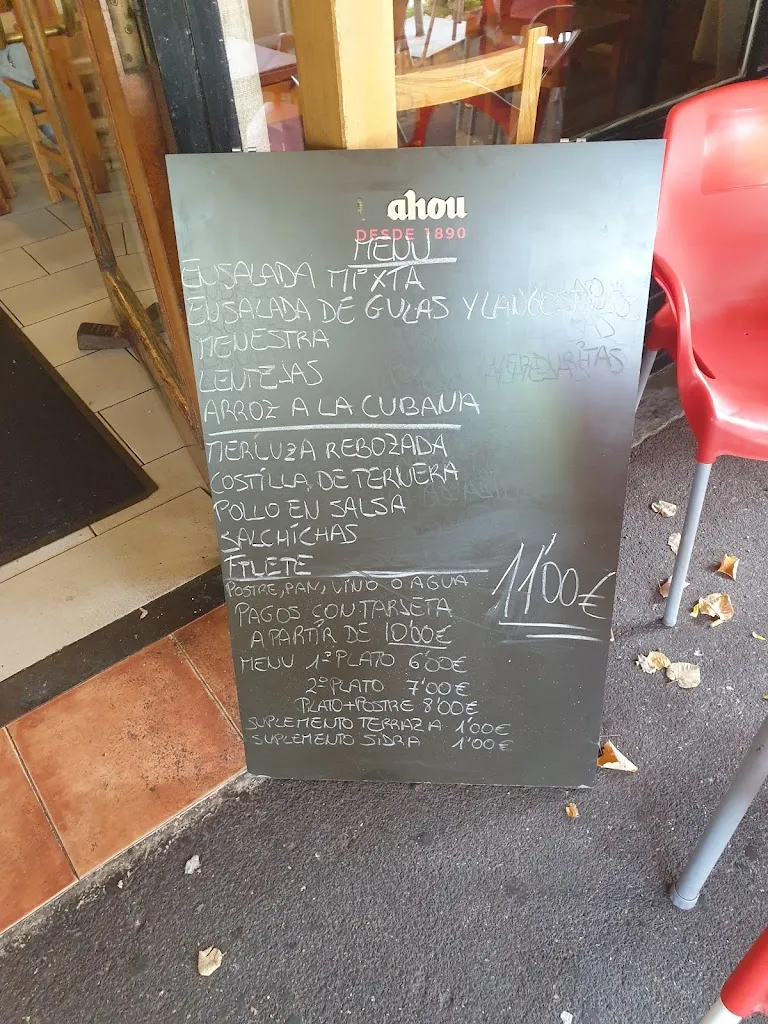 ahou
DESDE 1890
MENU
ENSALADA MIXTA
ENSALADA DE GULAS Y
MENESTRA
LENTEJAS
ARROZ A LA CUBANA
MERLUZA REBOZADA
COSTILLA DE TERNERA
POLLO EN SALSA
SALCHICHAS
FILETE
11'00€
POSTRE, PAN, VINO O AGUA
PAGOS CON TARJETA
A PARTIR DE 10'00€
MENU 1º PLATO 6'00€
2º PLATO 7'00€
PLATO+POSTRE 8'00€
SUPLEMENTO TERRAZA 1'00€
SUPLEMENTO SIDRA 1'00€